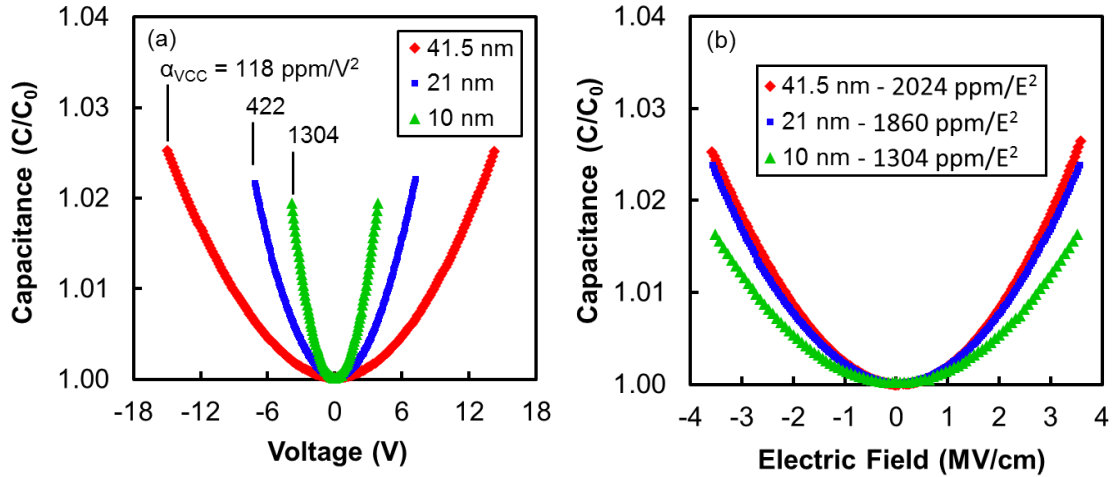 (a)
41.5 nm
21 nm
10 nm
α_VCC = 118 ppm/V²
422
1304
1.04
1.03
1.02
1.01
1.00
Capacitance (C/C₀)
-18
-12
-6
0
6
12
18
Voltage (V)
(b)
41.5 nm - 2024 ppm/E²
21 nm - 1860 ppm/E²
10 nm - 1304 ppm/E²
1.04
1.03
1.02
1.01
1.00
Capacitance (C/C₀)
-4
-3
-2
-1
0
1
2
3
4
Electric Field (MV/cm)